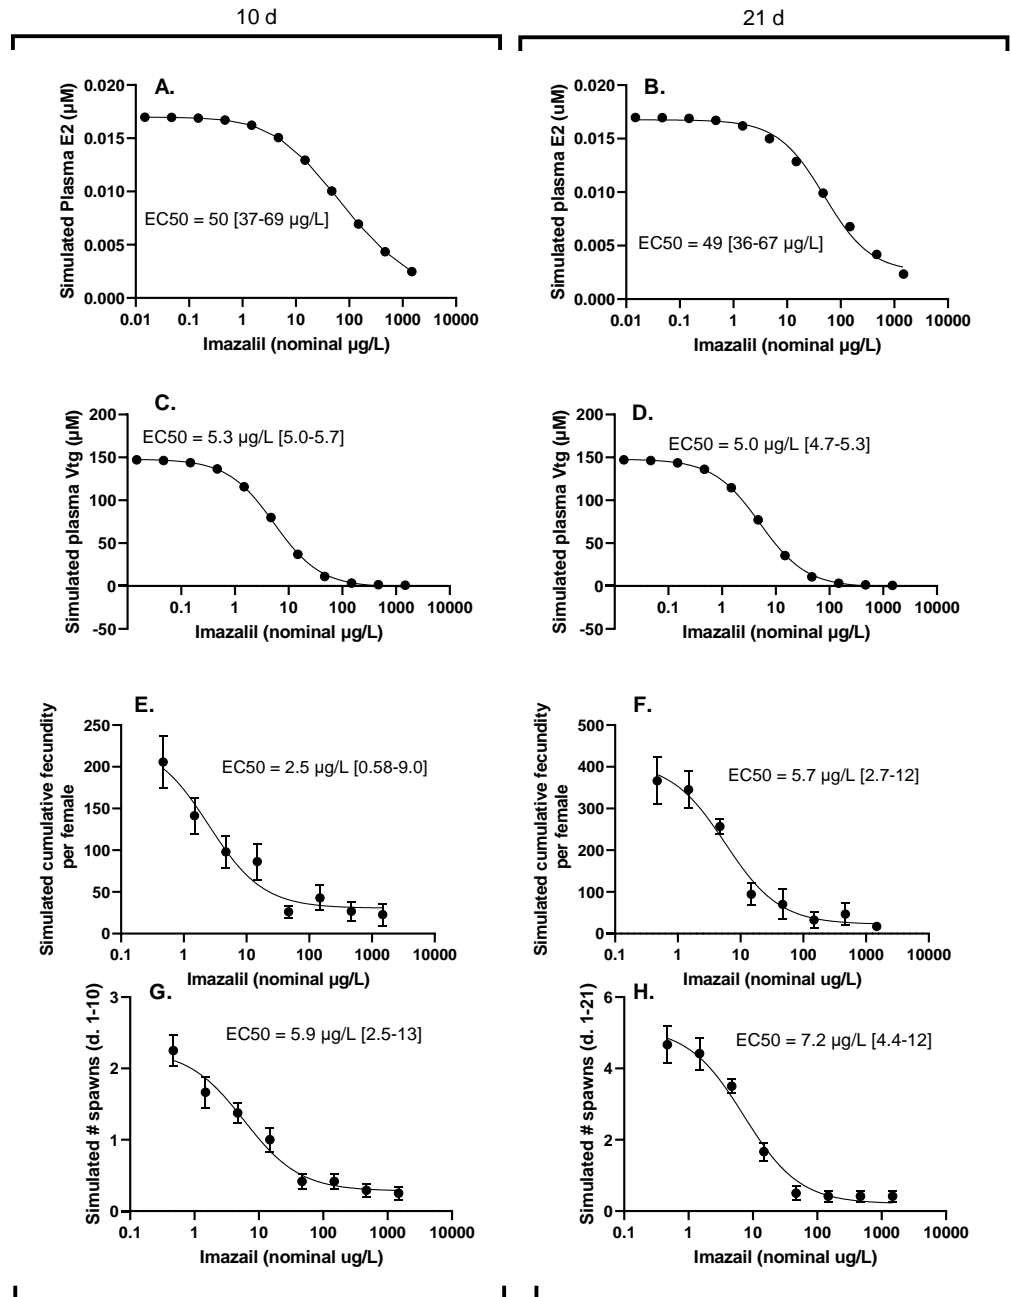 10 d
21 d
A.
Simulated Plasma E2 (uM)
0.020
0.015
0.010
0.005
0.000
EC50 = 50 [37-69 µg/L]
0.01 0.1 1 10 100 1000 10000
Imazalil (nominal µg/L)
B.
Simulated plasma E2 (µM)
0.020
0.015
0.010
0.005
0.000
EC50 = 49 [36-67 µg/L]
0.01 0.1 1 10 100 1000 10000
Imazalil (nominal µg/L)
C.
Simulated plasma Vtg (µM)
200
150
100
50
0
-50
EC50 = 5.3 µg/L [5.0-5.7]
0.1 1 10 100 1000 10000
Imazalil (nominal µg/L)
D.
Simulated plasma Vtg (µM)
200
150
100
50
0
-50
EC50 = 5.0 µg/L [4.7-5.3]
0.1 1 10 100 1000 10000
Imazalil (nominal µg/L)
E.
Simulated cumulative fecundity
per female
250
200
150
100
50
0
EC50 = 2.5 µg/L [0.58-9.0]
0.1 1 10 100 1000 10000
Imazalil (nominal µg/L)
F.
Simulated cumulative fecundity
per female
500
400
300
200
100
0
EC50 = 5.7 µg/L [2.7-12]
0.1 1 10 100 1000 10000
Imazalil (nominal ug/L)
G.
Simulated # spawns (d. 1-10)
3
2
1
0
EC50 = 5.9 µg/L [2.5-13]
0.1 1 10 100 1000 10000
Imazail (nominal ug/L)
H.
Simulated # spawns (d. 1-21)
6
4
2
0
EC50 = 7.2 µg/L [4.4-12]
0.1 1 10 100 1000 10000
Imazail (nominal ug/L)